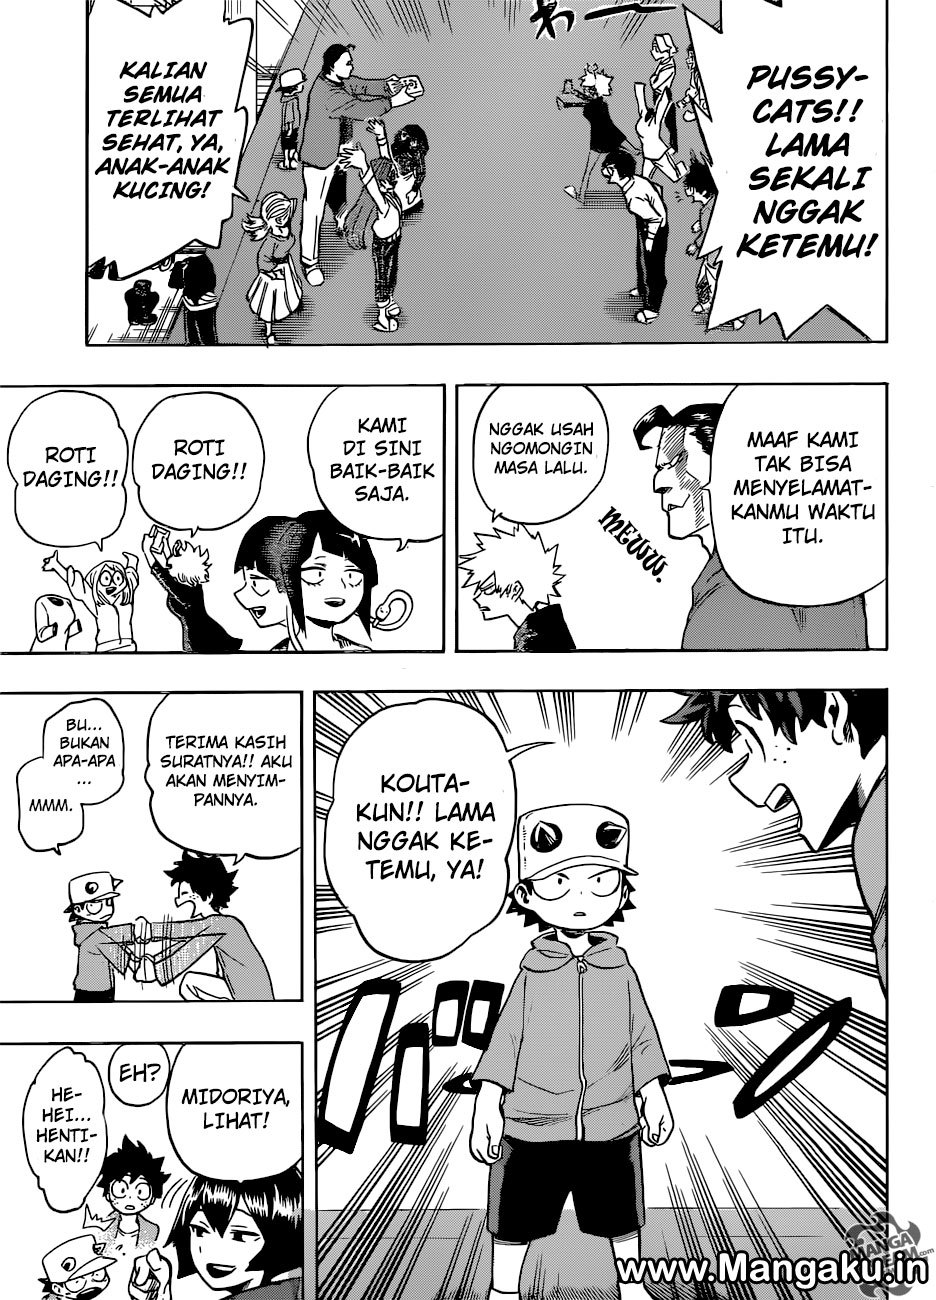 わー
PUSSY-
CATS!!
LAMA
SEKALI
NGGAK
KETEMU!
KALIAN
SEMUA
TERLIHAT
SEHAT, YA,
ANAK-ANAK
KUCING!
MAAF KAMI
TAK BISA
MENYELAMAT-
KANMU WAKTU
ITU.
MEWW.
NGGAK USAH
NGOMONGIN
MASA LALU.
KAMI
DI SINI
BAIK-BAIK
SAJA.
ROTI
DAGING!!
ROTI
DAGING!!
KOUTA-
KUN!! LAMA
NGGAK KE-
TEMU, YA!
TERIMA KASIH
SURATNYA!! AKU
AKAN MENYIM-
PANNYA.
BU...
BUKAN
APA-APA
...
MMM.
MIDORIYA,
LIHAT!
EH?
HE-
HEI...
HENTI-
KAN!!
www.Mangaku.in